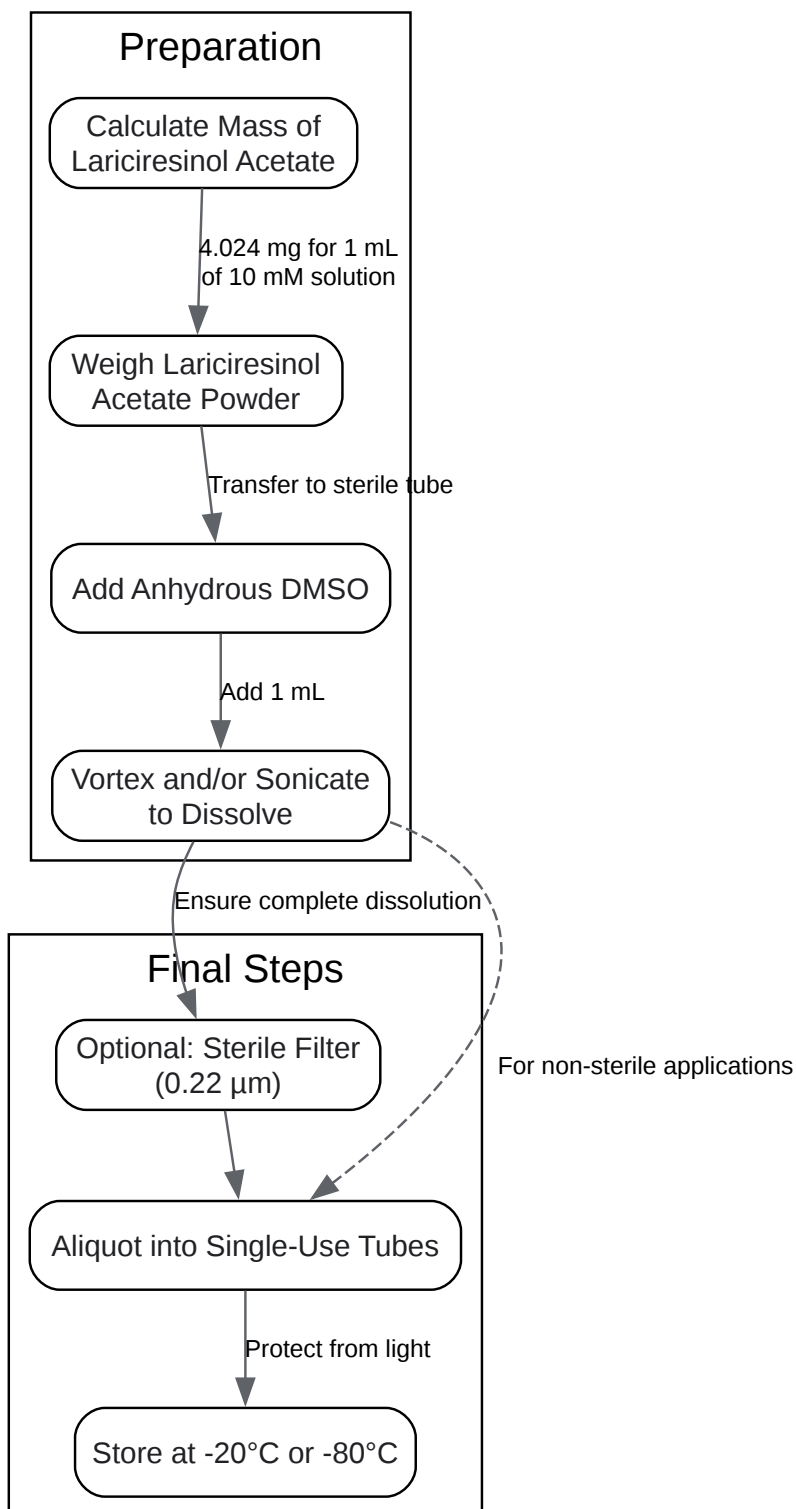 Preparation
Calculate Mass of
Lariciresinol Acetate
4.024 mg for 1 mL
of 10 mM solution
Weigh Lariciresinol
Acetate Powder
Transfer to sterile tube
Add Anhydrous DMSO
Add 1 mL
Vortex and/or Sonicate
to Dissolve
Ensure complete dissolution
Final Steps
Optional: Sterile Filter
(0.22 µm)
For non-sterile applications
Aliquot into Single-Use Tubes
Protect from light
Store at -20°C or -80°C